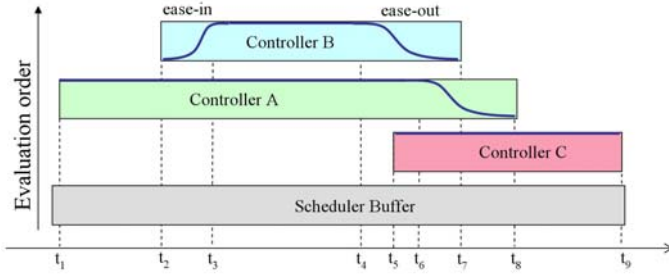 ease-in ease-out
Controller B
Controller A
Controller C
Scheduler Buffer
Evaluation order
t1 t2 t3 t4 t5 t6 t7 t8 t9